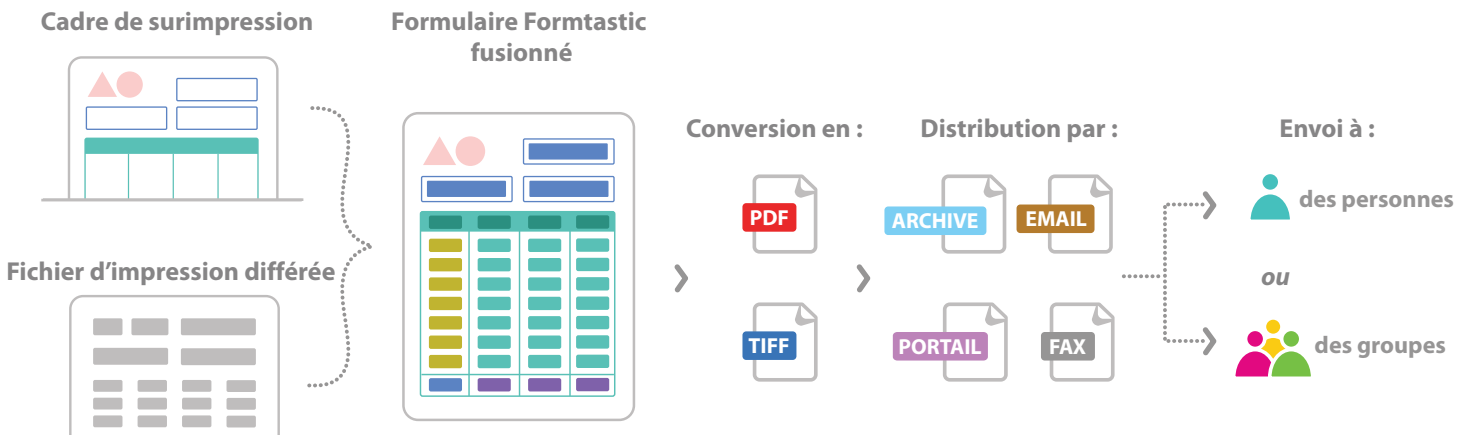 Cadre de surimpression
Fichier d’impression différée
Formulaire Formtastic
fusionné
Conversion en :
PDF
TIFF
Distribution par :
ARCHIVE
EMAIL
PORTAIL
FAX
Envoi à :
des personnes
ou
des groupes